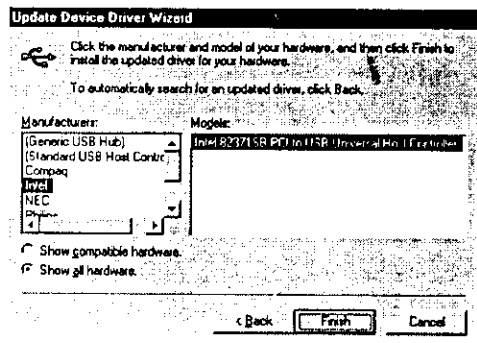 Update Device Driver Wizard
Click the manufacturer and model of your hardware, and then click Finish to
install the updated driver for your hardware.
To automatically search for an updated driver, click Back.
Manufacturers:
Models:
(Generic USB Hub)
(Standard USB Host Contr
Compaq
Intel
NEC
Philips
Intel 82371SB PCI to USB Universal Host Controller
Show compatible hardware.
Show all hardware.
< Back
Finish
Cancel